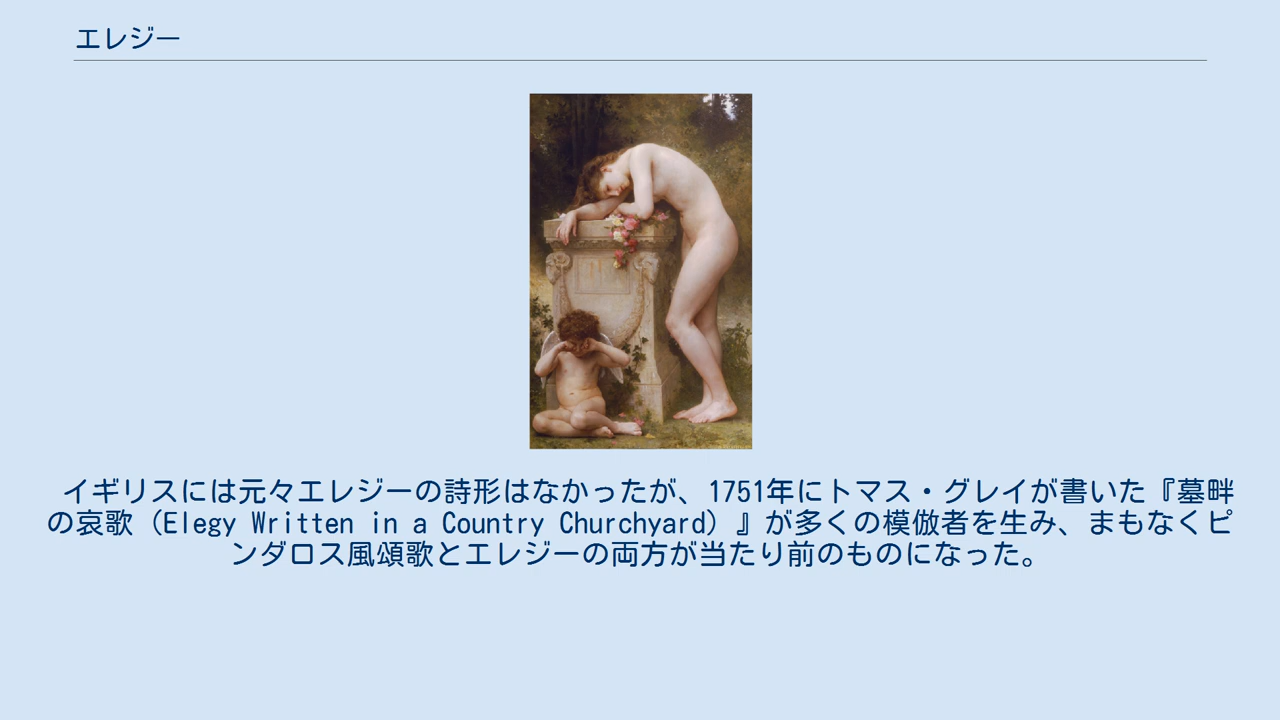 エレジー
イギリスには元々エレジーの詩形はなかったが、1751年にトマス・グレイが書いた『墓畔
の哀歌（Elegy Written in a Country Churchyard）』が多くの模倣者を生み、まもなくピ
ンダロス風頌歌とエレジーの両方が当たり前のものになった。